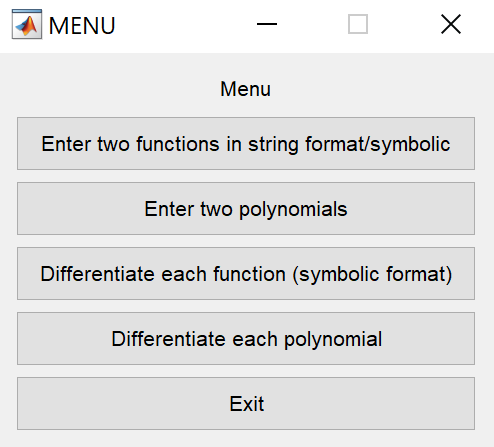 MENU
Menu
Enter two functions in string format/symbolic
Enter two polynomials
Differentiate each function (symbolic format)
Differentiate each polynomial
Exit